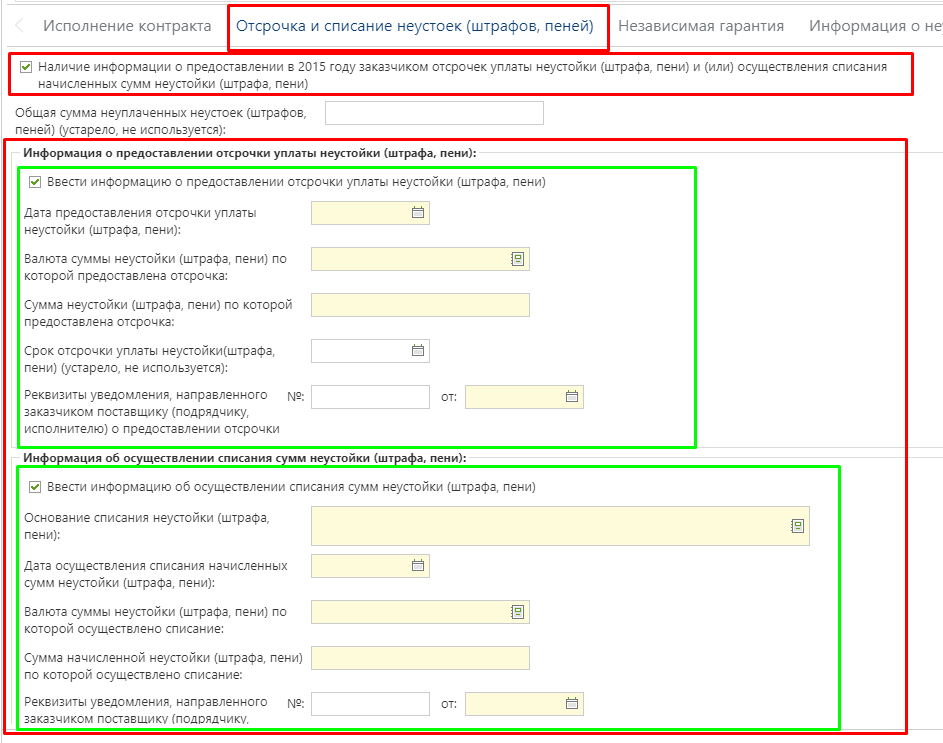 Исполнение контракта Отсрочка и списание неустоек (штрафов, пеней) Независимая гарантия Информация о не
Наличие информации о предоставлении в 2015 году заказчиком отсрочек уплаты неустойки (штрафа, пени) и (или) осуществления списания
начисленных сумм неустойки (штрафа, пени)
Общая сумма неуплаченных неустоек (штрафов,
пеней) (устарело, не используется):
Информация о предоставлении отсрочки уплаты неустойки (штрафа, пени):
Ввести информацию о предоставлении отсрочки уплаты неустойки (штрафа, пени)
Дата предоставления отсрочки уплаты
неустойки (штрафа, пени):
Валюта суммы неустойки (штрафа, пени) по
которой предоставлена отсрочка:
Сумма неустойки (штрафа, пени) по которой
предоставлена отсрочка:
Срок отсрочки уплаты неустойки(штрафа,
пени) (устарело, не используется):
Реквизиты уведомления, направленного №: от:
заказчиком поставщику (подрядчику,
исполнителю) о предоставлении отсрочки
Информация об осуществлении списания сумм неустойки (штрафа, пени):
Ввести информацию об осуществлении списания сумм неустойки (штрафа, пени)
Основание списания неустойки (штрафа,
пени):
Дата осуществления списания начисленных
сумм неустойки (штрафа, пени):
Валюта суммы неустойки (штрафа, пени) по
которой осуществлено списание:
Сумма начисленной неустойки (штрафа, пени)
по которой осуществлено списание:
Реквизиты уведомления, направленного №: от:
заказчиком поставщику (подрядчику,